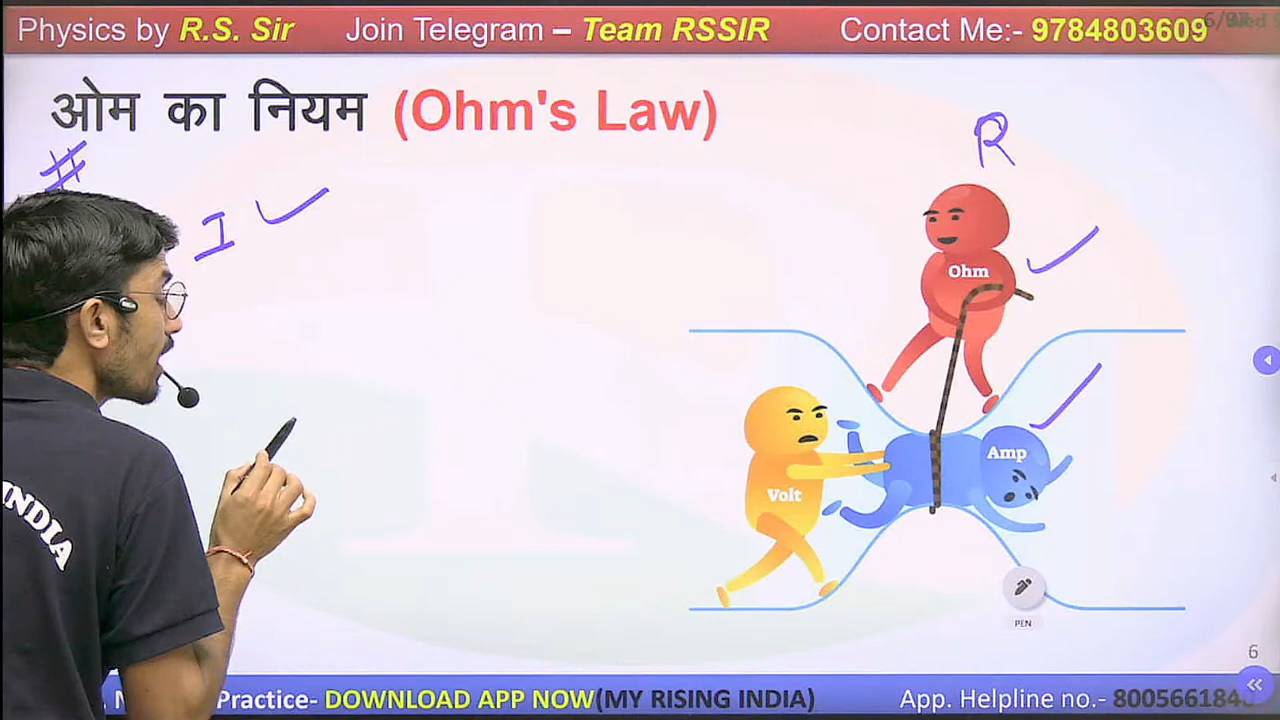 Physics by R.S. Sir Join Telegram – Team RSSIR Contact Me:- 9784803609
ओम का नियम (Ohm's Law)
#
I
R
Ohm
Amp
Volt
INDIA
PEN
6
Practice- DOWNLOAD APP NOW(MY RISING INDIA) App. Helpline no.-